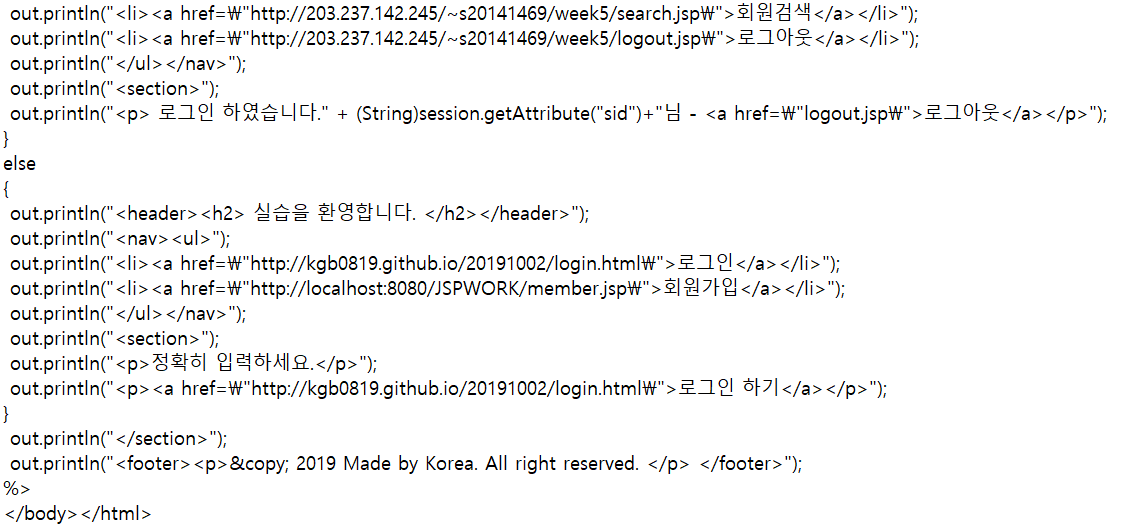 out.println("<li><a href=₩"http://203.237.142.245/~s20141469/week5/search.jsp₩">회원검색</a></li>");
out.println("<li><a href=₩"http://203.237.142.245/~s20141469/week5/logout.jsp₩">로그아웃</a></li>");
out.println("</ul></nav>");
out.println("<section>");
out.println("<p> 로그인 하였습니다." + (String)session.getAttribute("sid")+"님 - <a href=₩"logout.jsp₩">로그아웃</a></p>");
}
else
{
out.println("<header><h2> 실습을 환영합니다. </h2></header>");
out.println("<nav><ul>");
out.println("<li><a href=₩"http://kgb0819.github.io/20191002/login.html₩">로그인</a></li>");
out.println("<li><a href=₩"http://localhost:8080/JSPWORK/member.jsp₩">회원가입</a></li>");
out.println("</ul></nav>");
out.println("<section>");
out.println("<p>정확히 입력하세요.</p>");
out.println("<p><a href=₩"http://kgb0819.github.io/20191002/login.html₩">로그인 하기</a></p>");
}
out.println("</section>");
out.println("<footer><p>&copy; 2019 Made by Korea. All right reserved. </p> </footer>");
%>
</body></html>